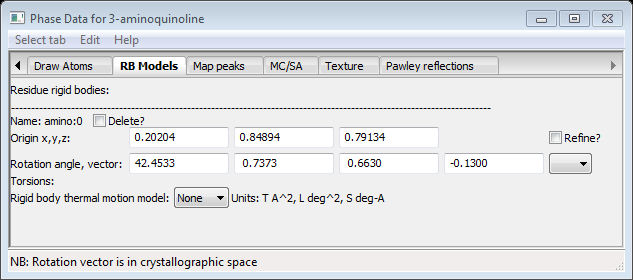 Phase Data for 3-aminoquinoline
Select tab Edit Help
Draw Atoms RB Models Map peaks MC/SA Texture Pawley reflections
Residue rigid bodies:
Name: amino:0 Delete?
Origin x,y,z: 0.20204 0.84894 0.79134 Refine?
Rotation angle, vector: 42.4533 0.7373 0.6630 -0.1300
Torsions:
Rigid body thermal motion model: None Units: T A^2, L deg^2, S deg-A
NB: Rotation vector is in crystallographic space